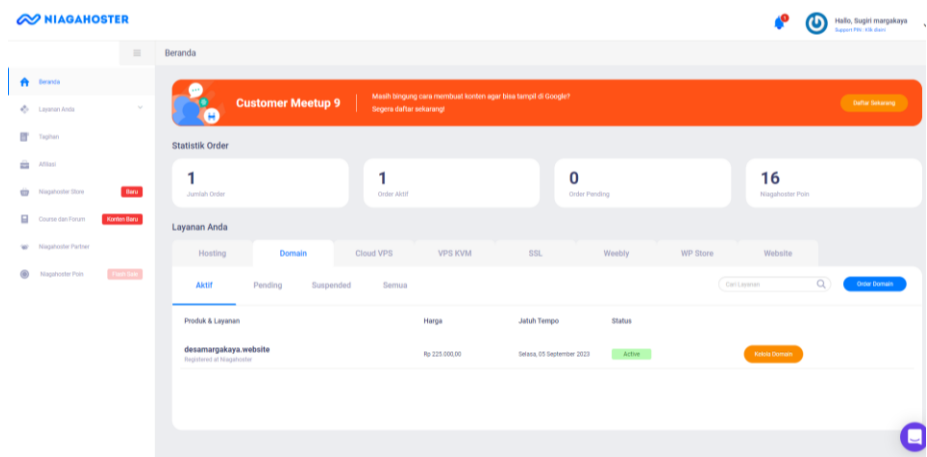 NIAGAHOSTER
Hallo, Sugiri margakaya
Beranda
Beranda
Layanan Anda
Tagihan
Afiliasi
Niagahoster Store
Baru
Course dan Forum
Konten Baru
Niagahoster Partner
Niagahoster Poin
Customer Meetup 9
Masih bingung cara membuat konten agar bisa tampil di Google?
Segera daftar sekarang!
Daftar Sekarang
Statistik Order
1
Jumlah Order
1
Order Aktif
0
Order Pending
16
Niagahoster Poin
Layanan Anda
Hosting Domain Cloud VPS VPS KVM SSL Weebly WP Store Website
Aktif Pending Suspended Semua
Cari Layanan
Order Domain
Produk & Layanan Harga Jatuh Tempo Status
desamargakaya.website Rp 225.000,00 Selasa, 05 September 2023 Active Kelola Domain
Registered at Niagahoster